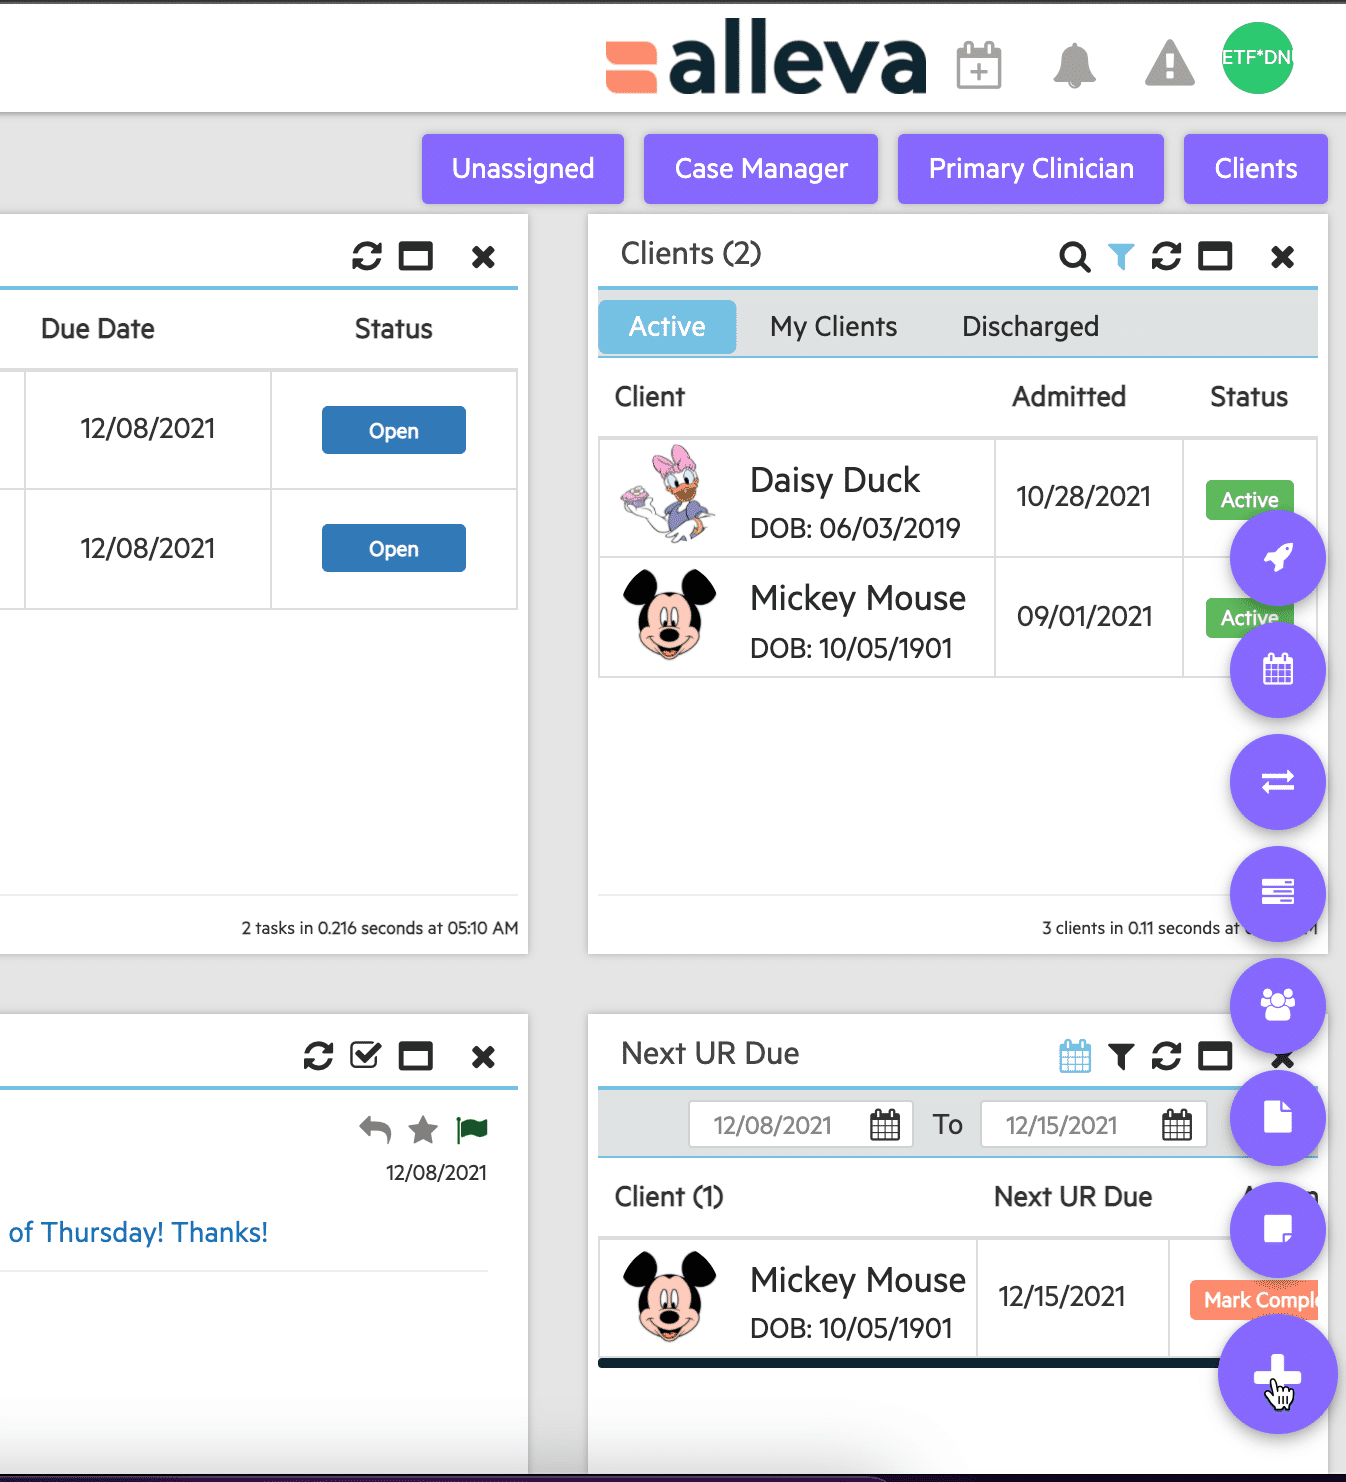 alleva
ETF*DN
Unassigned Case Manager Primary Clinician Clients
Due Date Status
12/08/2021 Open
12/08/2021 Open
2 tasks in 0.216 seconds at 05:10 AM
Clients (2)
Active My Clients Discharged
Client Admitted Status
Daisy Duck 10/28/2021 Active
DOB: 06/03/2019
Mickey Mouse 09/01/2021 Active
DOB: 10/05/1901
3 clients in 0.11 seconds at
12/08/2021
of Thursday! Thanks!
Next UR Due
12/08/2021 To 12/15/2021
Client (1) Next UR Due
Mickey Mouse 12/15/2021 Mark Comple
DOB: 10/05/1901